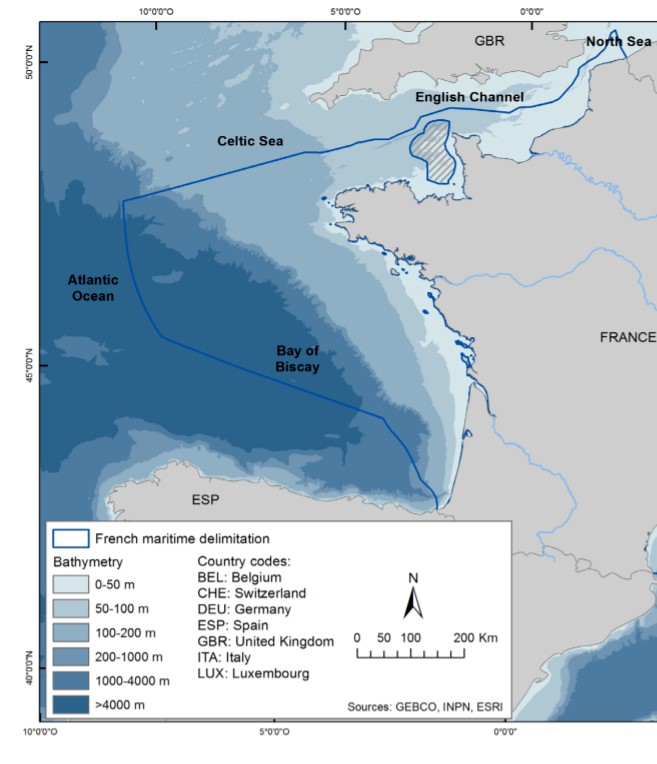 10°0'0"O 5°0'0"O 0°0'0"
GBR
North Sea
50°0'0"N
English Channel
Celtic Sea
Atlantic
Ocean
FRANCE
Bay of
Biscay
45°0'0"N
ESP
French maritime delimitation
Bathymetry
0-50 m
50-100 m
100-200 m
200-1000 m
1000-4000 m
>4000 m
Country codes:
BEL: Belgium
CHE: Switzerland
DEU: Germany
ESP: Spain
GBR: United Kingdom
ITA: Italy
LUX: Luxembourg
N
0 50 100 200 Km
Sources: GEBCO, INPN, ESRI
40°0'0"N
10°0'0"O 5°0'0"O 0°0'0"